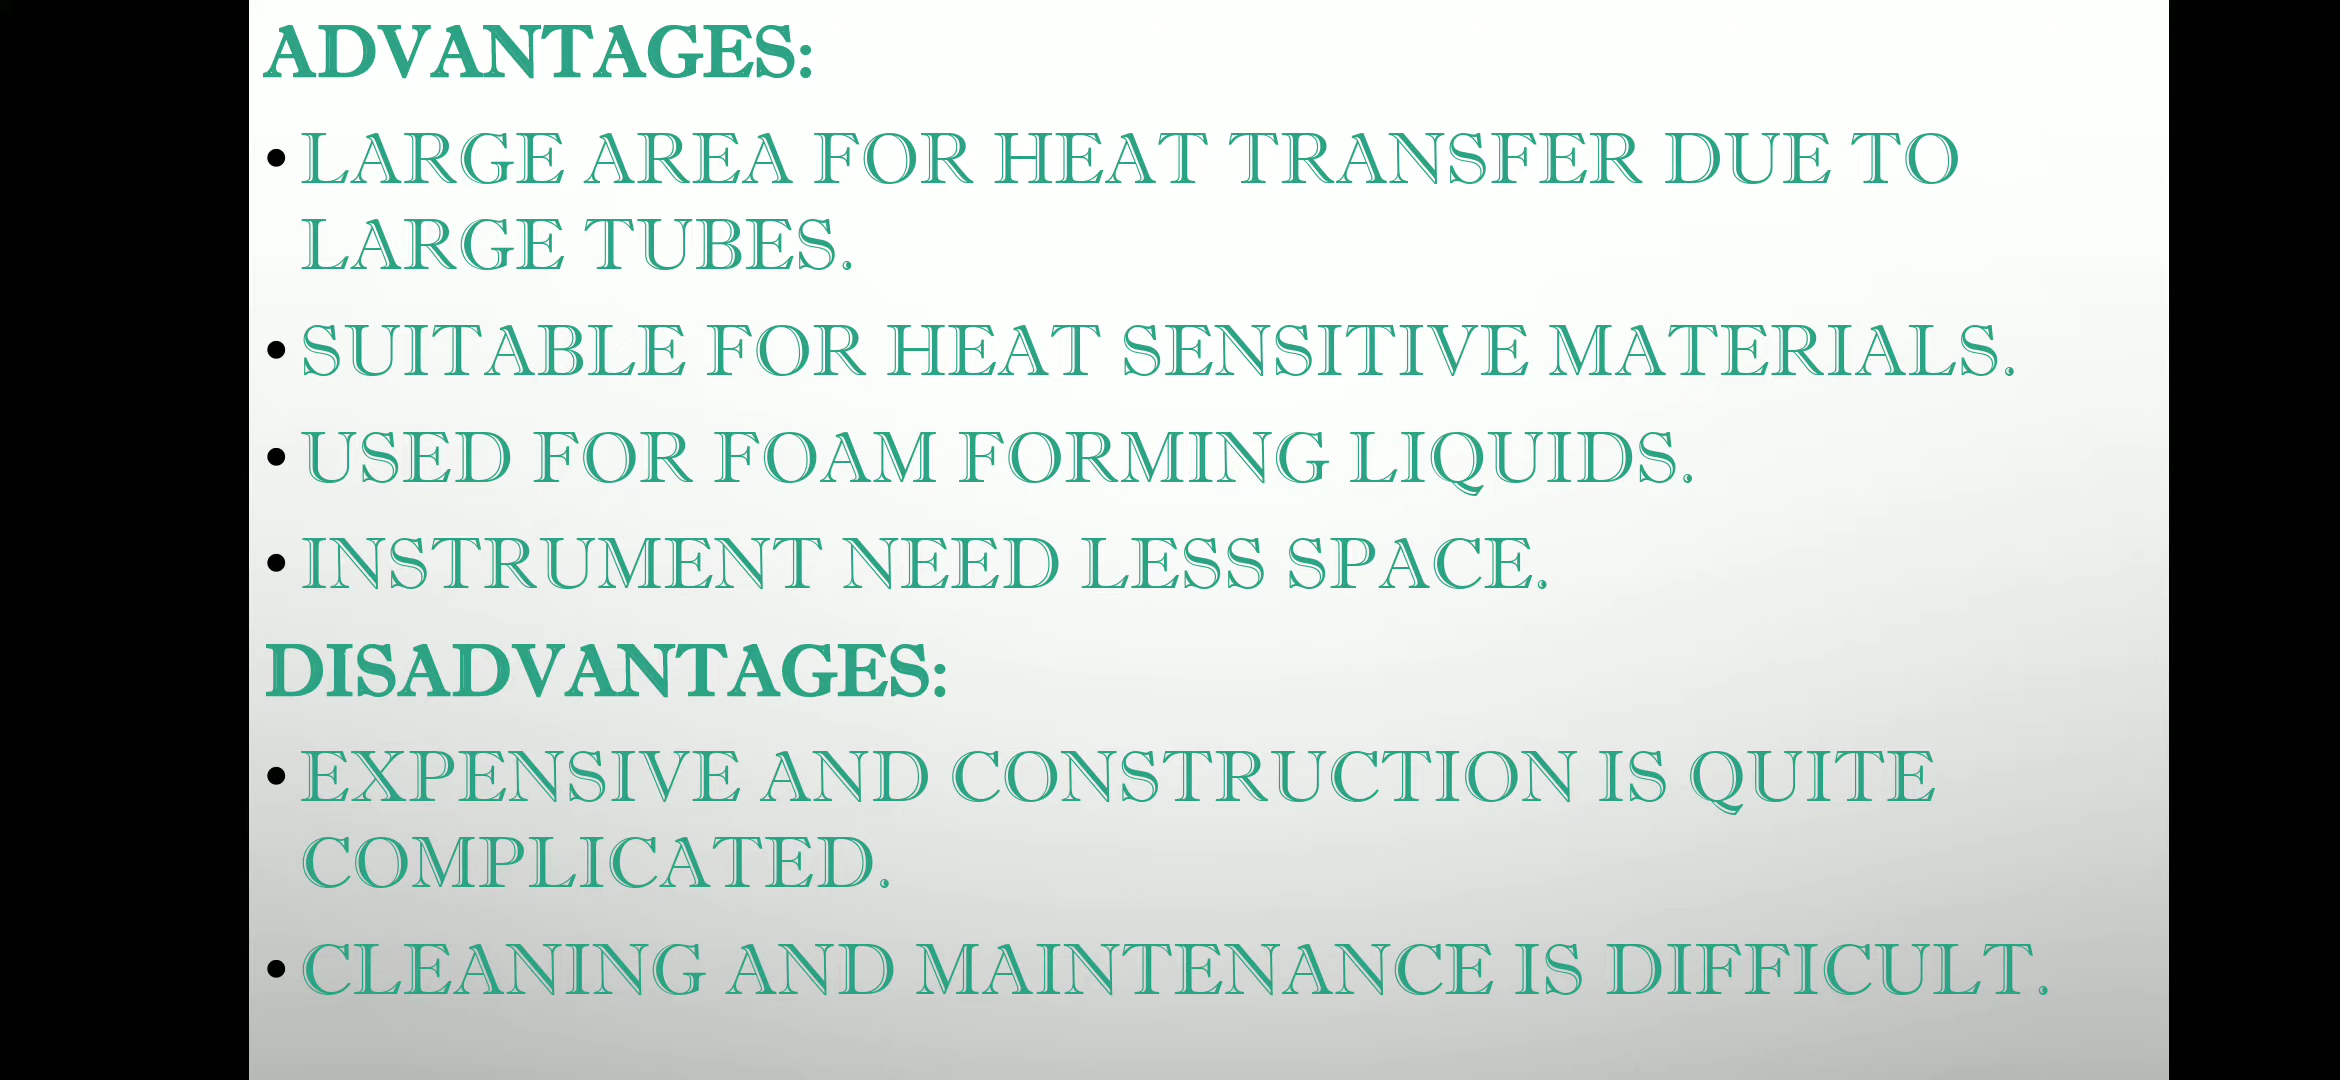 ADVANTAGES:
• LARGE AREA FOR HEAT TRANSFER DUE TO
LARGE TUBES.
• SUITABLE FOR HEAT SENSITIVE MATERIALS.
• USED FOR FOAM FORMING LIQUIDS.
• INSTRUMENT NEED LESS SPACE.
DISADVANTAGES:
• EXPENSIVE AND CONSTRUCTION IS QUITE
COMPLICATED.
• CLEANING AND MAINTENANCE IS DIFFICULT.